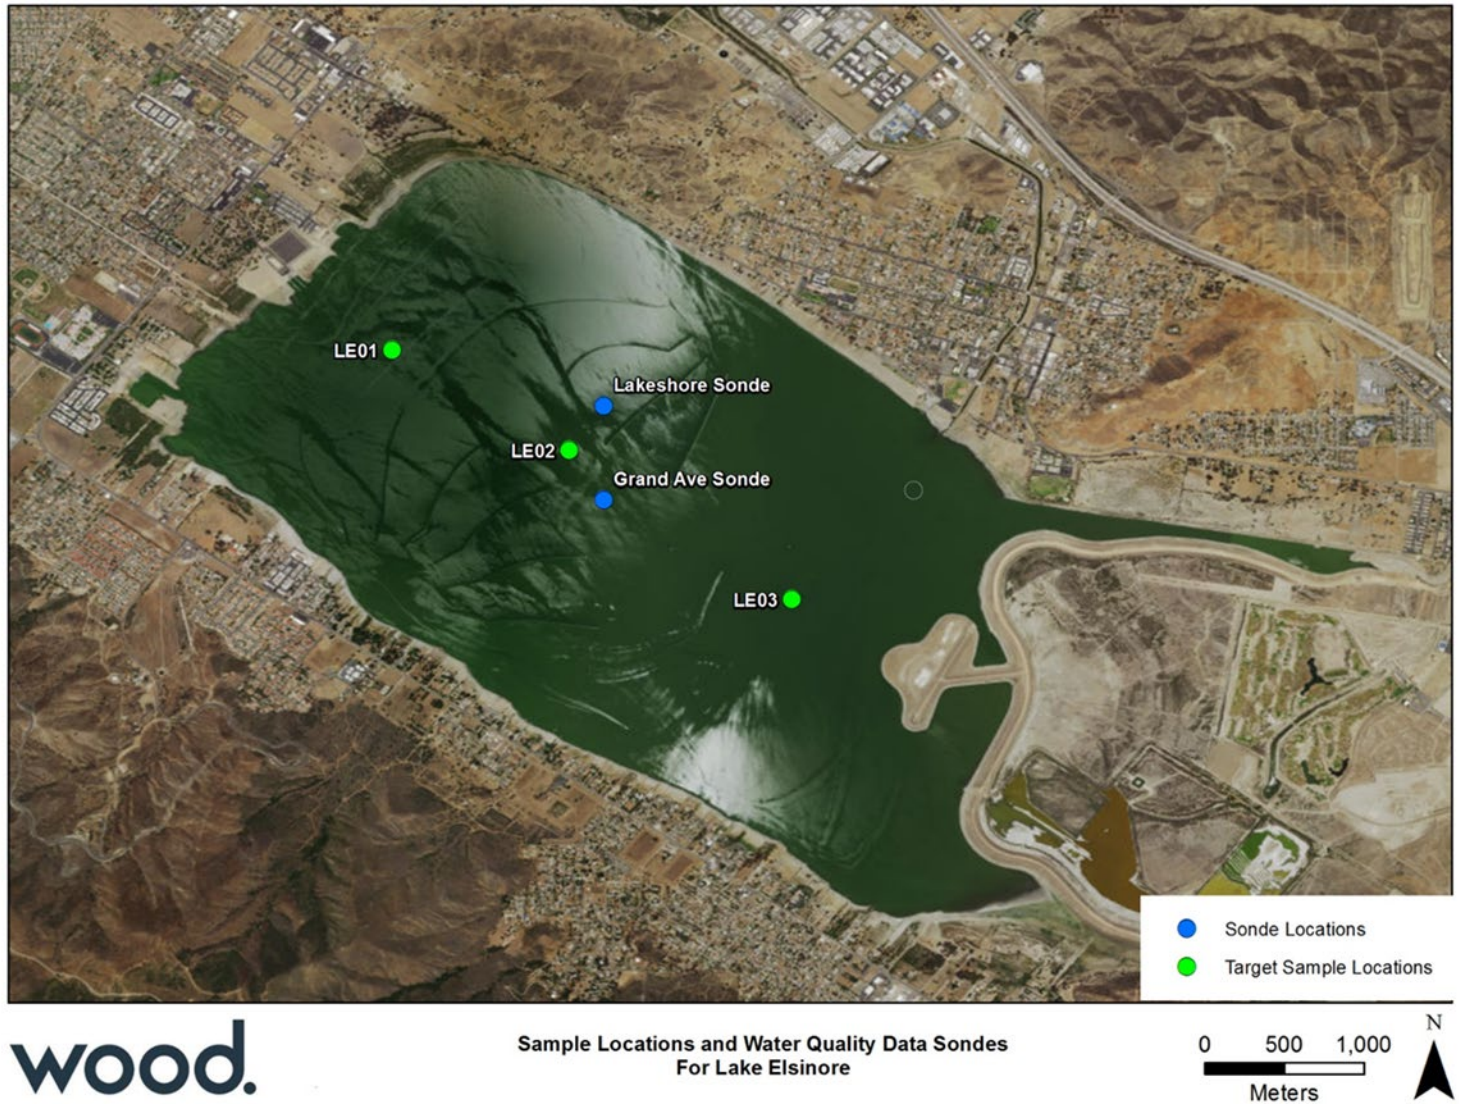 LE01
Lakeshore Sonde
LE02
Grand Ave Sonde
LE03
Sonde Locations
Target Sample Locations
wood.
Sample Locations and Water Quality Data Sondes
For Lake Elsinore
0 500 1,000
Meters
N